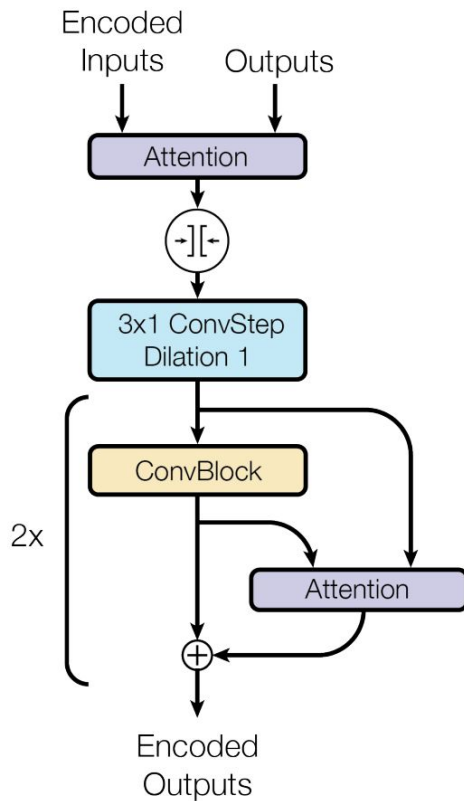 Encoded
Inputs
Outputs
Attention
3x1 ConvStep
Dilation 1
ConvBlock
2x
Attention
Encoded
Outputs